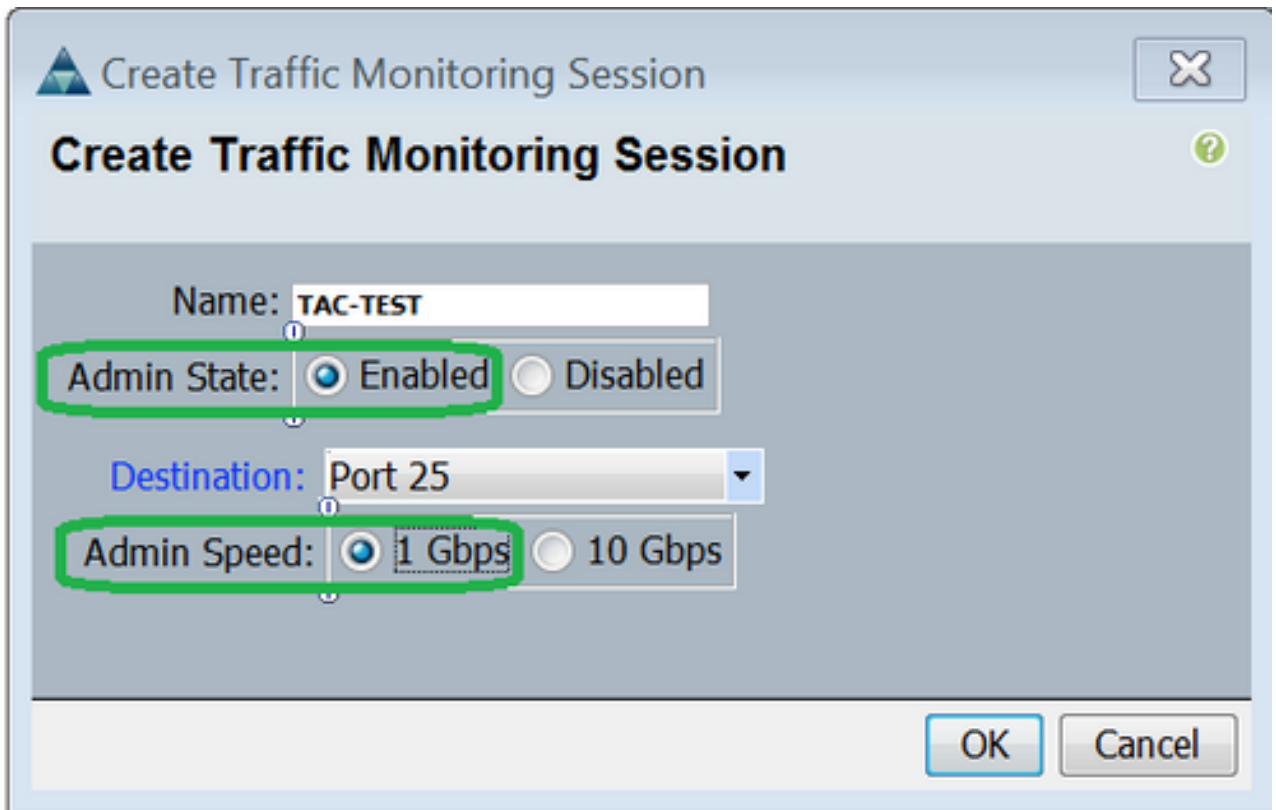 Create Traffic Monitoring Session
Create Traffic Monitoring Session
Name: TAC-TEST
Admin State: Enabled Disabled
Destination: Port 25
Admin Speed: 1 Gbps 10 Gbps
OK Cancel